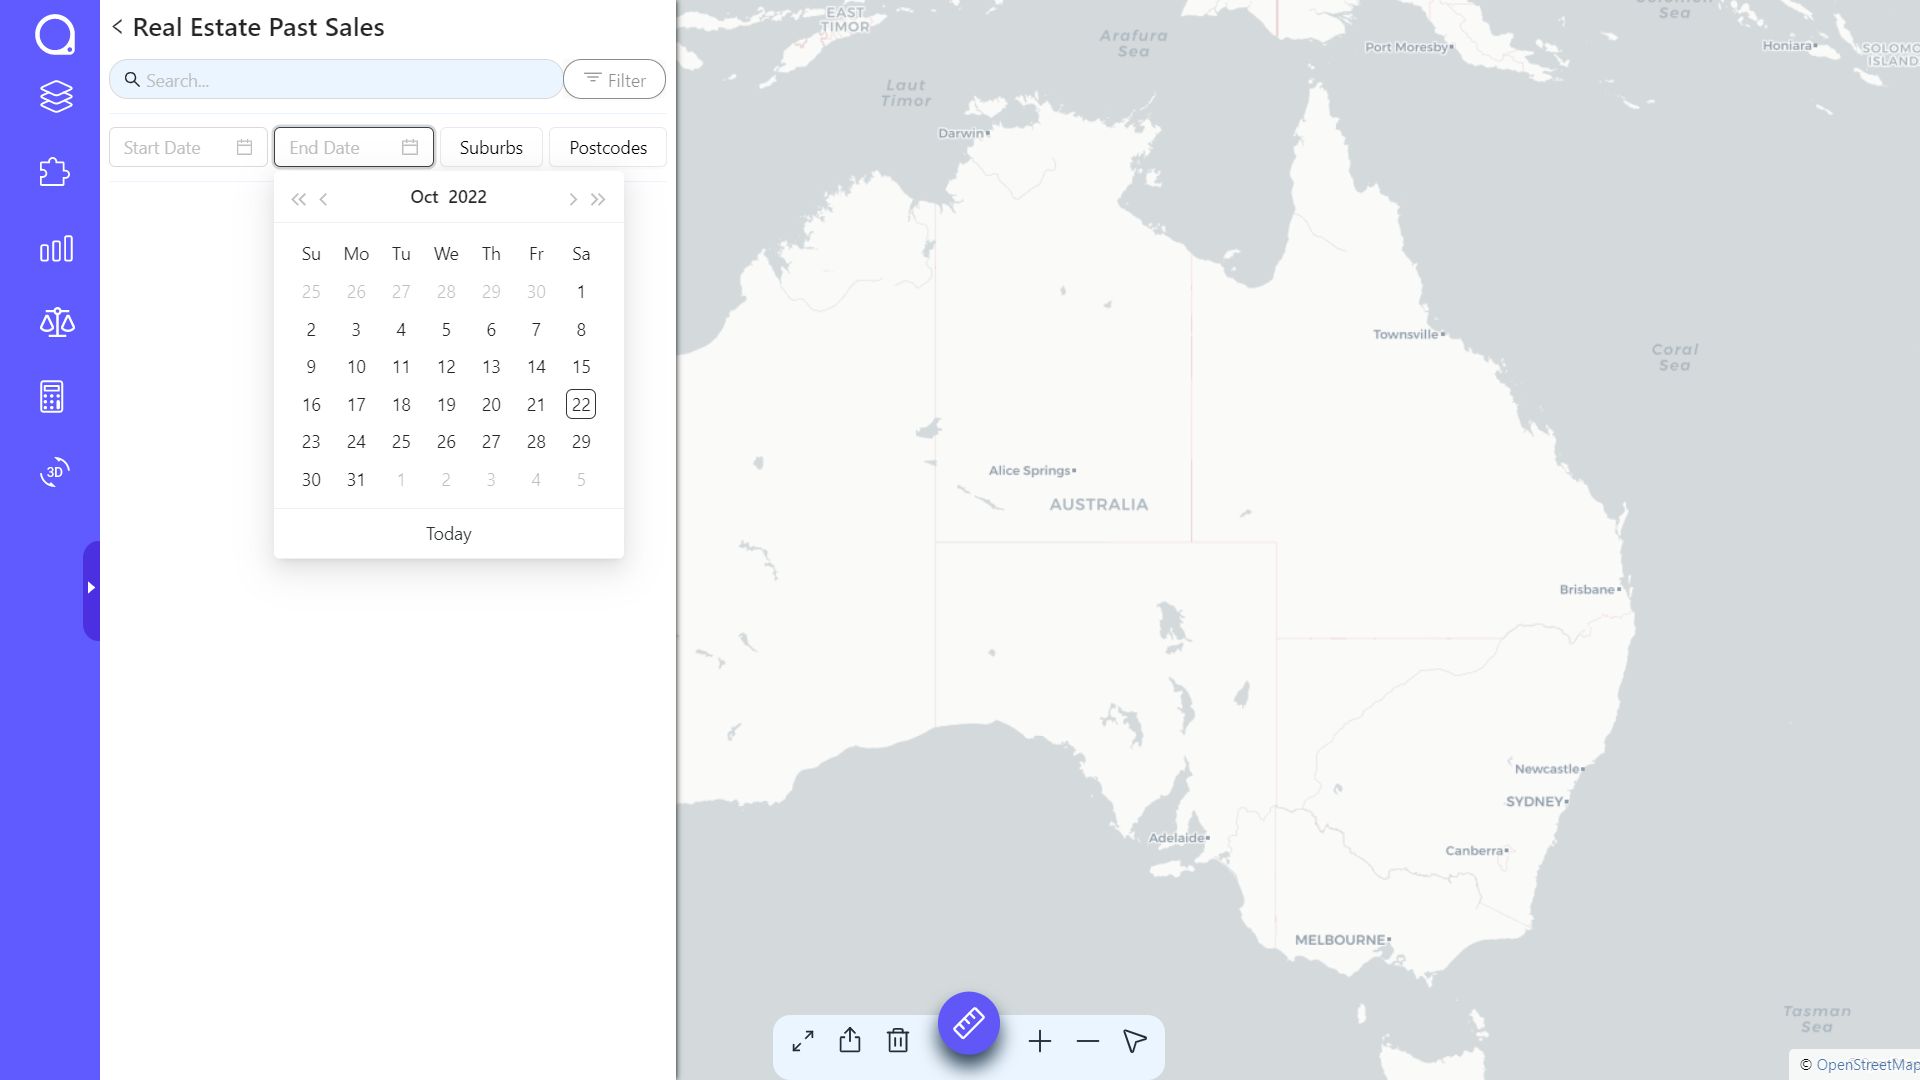 Real Estate Past Sales
Search...
Filter
Start Date
End Date
Suburbs
Postcodes
Oct 2022
Su Mo Tu We Th Fr Sa
25 26 27 28 29 30 1
2 3 4 5 6 7 8
9 10 11 12 13 14 15
16 17 18 19 20 21 22
23 24 25 26 27 28 29
30 31 1 2 3 4 5
Today
3D
EAST
TIMOR
Arafura
Sea
Solomon
Sea
Port Moresby
Honiara
SOLOMO
ISLAND
Laut
Timor
Darwin
Townsville
Coral
Sea
Alice Springs
AUSTRALIA
Brisbane
Newcastle
SYDNEY
Adelaide
Canberra
MELBOURNE
Tasman
Sea
© OpenStreetMap